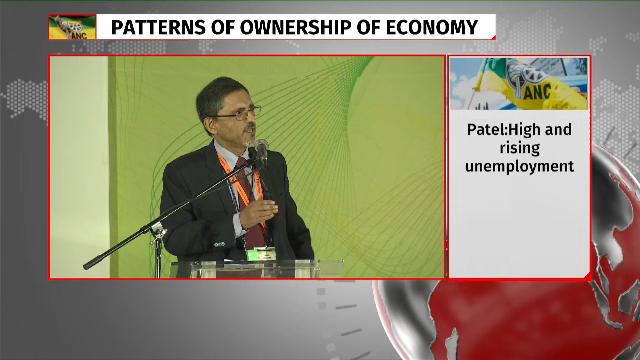 ANC
PATTERNS OF OWNERSHIP OF ECONOMY
ANC
Patel:High and
rising
unemployment